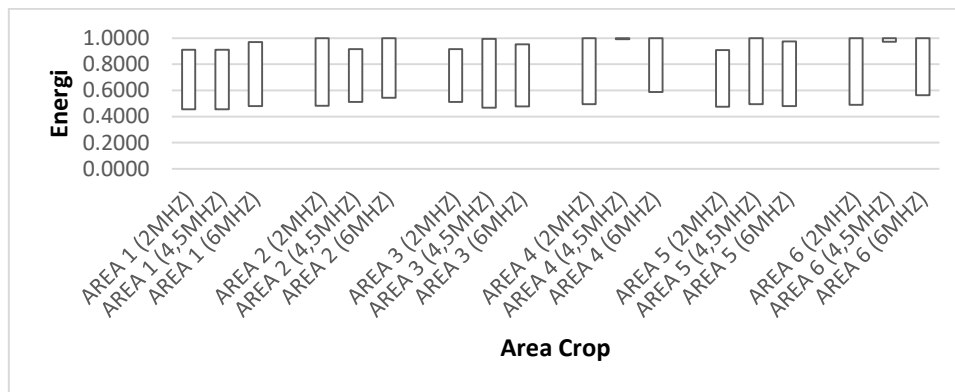 Energi
1.0000
0.8000
0.6000
0.4000
0.2000
0.0000
AREA 1 (2MHZ)
AREA 1 (4,5MHZ)
AREA 1 (6MHZ)
AREA 2 (2MHZ)
AREA 2 (4,5MHZ)
AREA 2 (6MHZ)
AREA 3 (2MHZ)
AREA 3 (4,5MHZ)
AREA 3 (6MHZ)
AREA 4 (2MHZ)
AREA 4 (4,5MHZ)
AREA 4 (6MHZ)
AREA 5 (2MHZ)
AREA 5 (4,5MHZ)
AREA 5 (6MHZ)
AREA 6 (2MHZ)
AREA 6 (4,5MHZ)
AREA 6 (6MHZ)
Area Crop